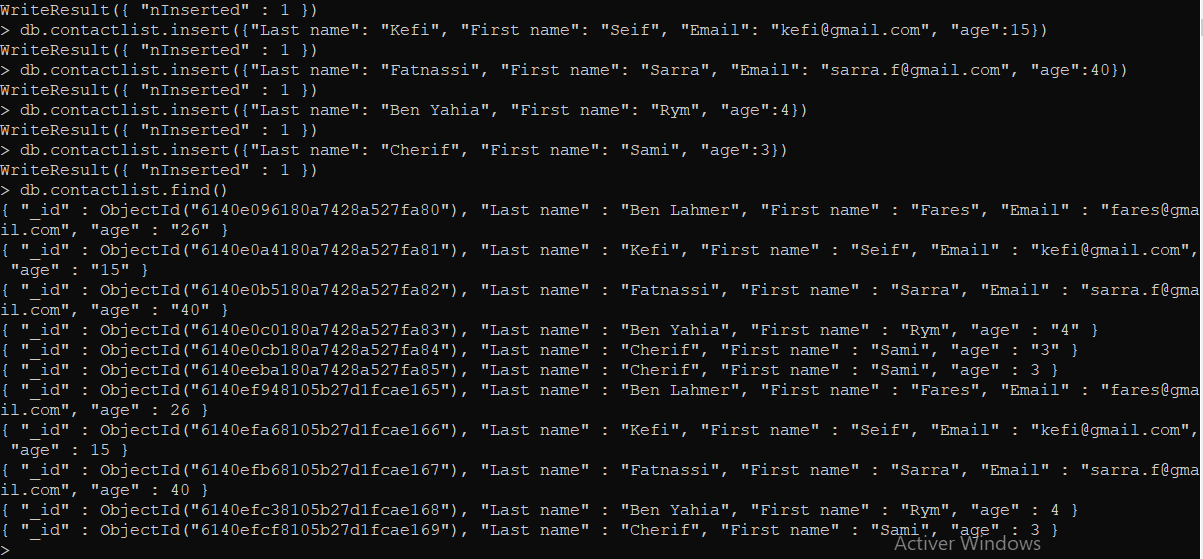 WriteResult({ "nInserted" : 1 })
> db.contactlist.insert({"Last name": "Kefi", "First name": "Seif", "Email": "kefi@gmail.com", "age":15})
WriteResult({ "nInserted" : 1 })
> db.contactlist.insert({"Last name": "Fatnassi", "First name": "Sarra", "Email": "sarra.f@gmail.com", "age":40})
WriteResult({ "nInserted" : 1 })
> db.contactlist.insert({"Last name": "Ben Yahia", "First name": "Rym", "age":4})
WriteResult({ "nInserted" : 1 })
> db.contactlist.insert({"Last name": "Cherif", "First name": "Sami", "age":3})
WriteResult({ "nInserted" : 1 })
> db.contactlist.find()
{ "_id" : ObjectId("6140e096180a7428a527fa80"), "Last name" : "Ben Lahmer", "First name" : "Fares", "Email" : "fares@gma
il.com", "age" : "26" }
{ "_id" : ObjectId("6140e0a4180a7428a527fa81"), "Last name" : "Kefi", "First name" : "Seif", "Email" : "kefi@gmail.com",
 "age" : "15" }
{ "_id" : ObjectId("6140e0b5180a7428a527fa82"), "Last name" : "Fatnassi", "First name" : "Sarra", "Email" : "sarra.f@gma
il.com", "age" : "40" }
{ "_id" : ObjectId("6140e0c0180a7428a527fa83"), "Last name" : "Ben Yahia", "First name" : "Rym", "age" : "4" }
{ "_id" : ObjectId("6140e0cb180a7428a527fa84"), "Last name" : "Cherif", "First name" : "Sami", "age" : "3" }
{ "_id" : ObjectId("6140eeba180a7428a527fa85"), "Last name" : "Cherif", "First name" : "Sami", "age" : 3 }
{ "_id" : ObjectId("6140ef948105b27d1fcae165"), "Last name" : "Ben Lahmer", "First name" : "Fares", "Email" : "fares@gma
il.com", "age" : 26 }
{ "_id" : ObjectId("6140efa68105b27d1fcae166"), "Last name" : "Kefi", "First name" : "Seif", "Email" : "kefi@gmail.com",
 "age" : 15 }
{ "_id" : ObjectId("6140efb68105b27d1fcae167"), "Last name" : "Fatnassi", "First name" : "Sarra", "Email" : "sarra.f@gma
il.com", "age" : 40 }
{ "_id" : ObjectId("6140efc38105b27d1fcae168"), "Last name" : "Ben Yahia", "First name" : "Rym", "age" : 4 }
{ "_id" : ObjectId("6140efcf8105b27d1fcae169"), "Last name" : "Cherif", "First name" : "Sami", "age" : 3 }
Activer Windows
>